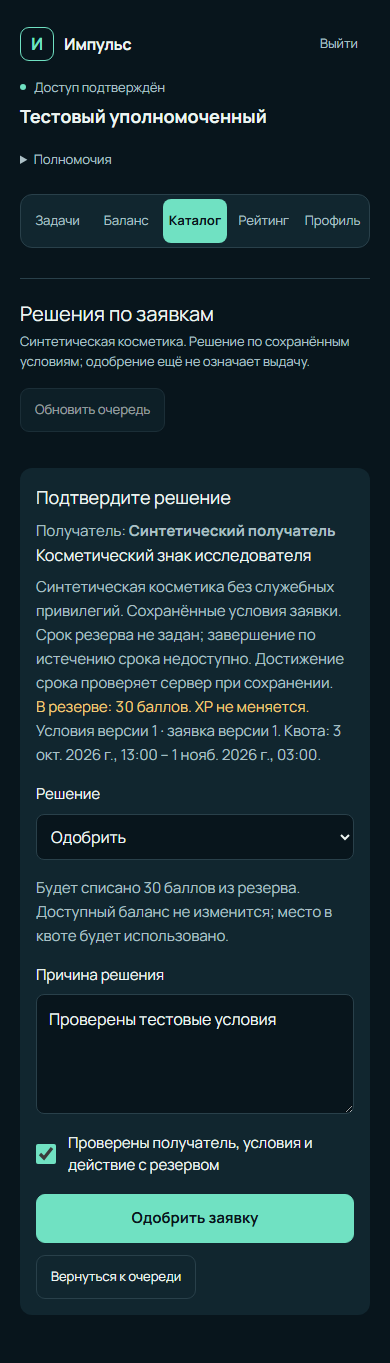 И Импульс Выйти
Доступ подтверждён
Тестовый уполномоченный
Полномочия
Задачи Баланс Каталог Рейтинг Профиль
Решения по заявкам
Синтетическая косметика. Решение по сохранённым
условиям; одобрение ещё не означает выдачу.
Обновить очередь
Подтвердите решение
Получатель: Синтетический получатель
Косметический знак исследователя
Синтетическая косметика без служебных
привилегий. Сохранённые условия заявки.
Срок резерва не задан; завершение по
истечению срока недоступно. Достижение
срока проверяет сервер при сохранении.
В резерве: 30 баллов. XP не меняется.
Условия версии 1 · заявка версии 1. Квота: 3
окт. 2026 г., 13:00 – 1 нояб. 2026 г., 03:00.
Решение
Одобрить
Будет списано 30 баллов из резерва.
Доступный баланс не изменится; место в
квоте будет использовано.
Причина решения
Проверены тестовые условия
Проверены получатель, условия и
действие с резервом
Одобрить заявку
Вернуться к очереди